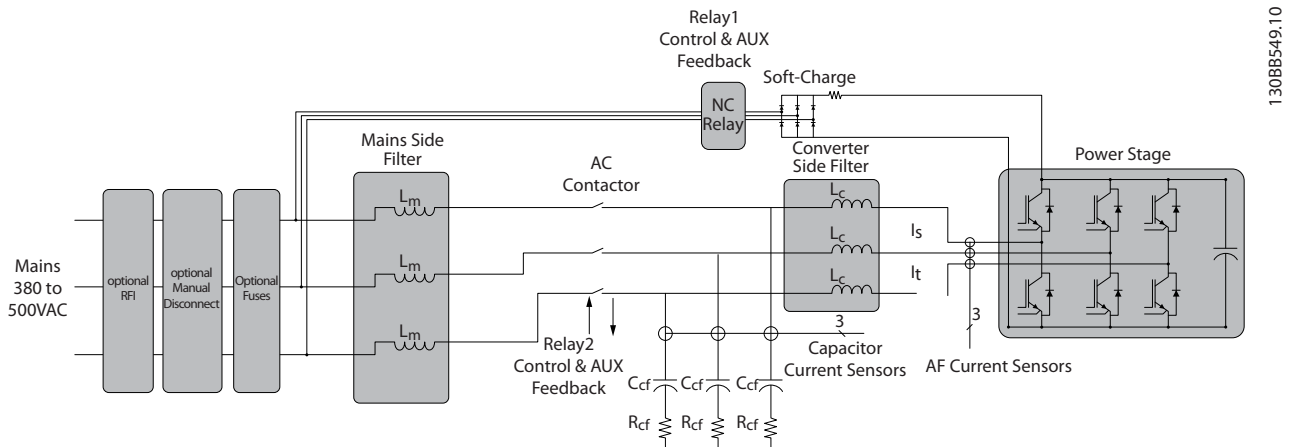 130BB549.10
Relay1
Control & AUX
Feedback
NC
Relay
Soft-Charge
Mains Side
Filter
AC
Contactor
Converter
Side Filter
Power Stage
Lm
Lm
Lm
Lc
Lc
Lc
Is
It
Mains
380 to
500VAC
optional
RFI
optional
Manual
Disconnect
Optional
Fuses
Relay2
Control & AUX
Feedback
3
Capacitor
Current Sensors
3
AF Current Sensors
Ccf
Ccf
Ccf
Rcf
Rcf
Rcf